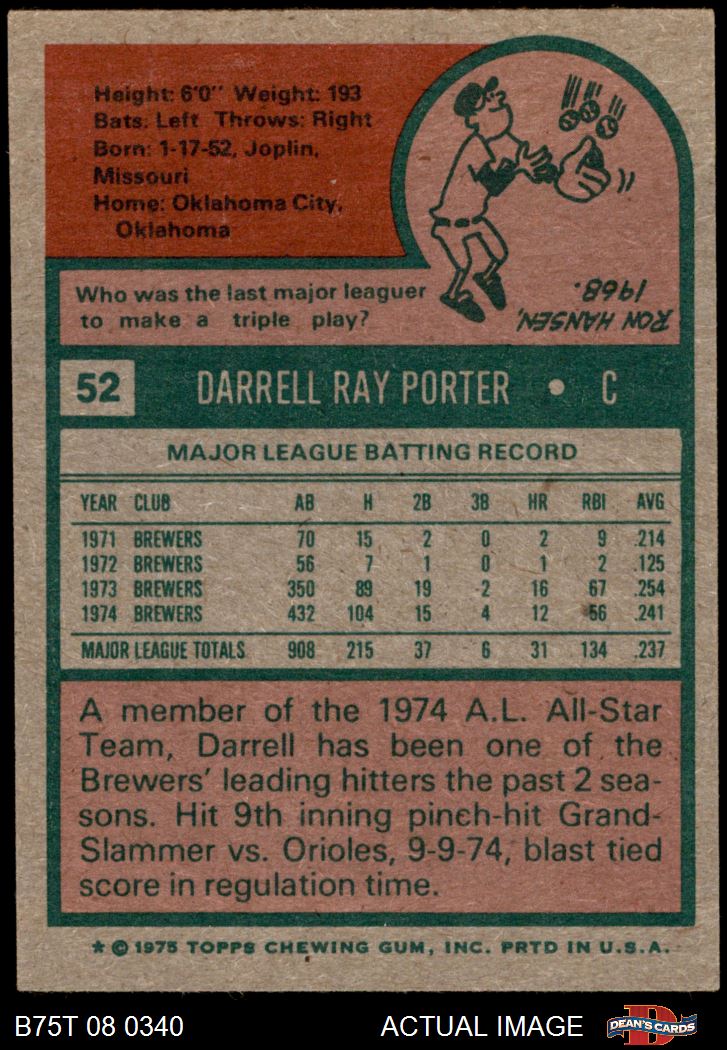 Height: 6'0" Weight: 193
Bats: Left Throws: Right
Born: 1-17-52, Joplin,
Missouri
Home: Oklahoma City,
Oklahoma
Who was the last major leaguer
to make a triple play?
RON HANSEN,
1968.
52 DARRELL RAY PORTER • C
MAJOR LEAGUE BATTING RECORD
YEAR CLUB AB H 2B 3B HR RBI AVG
1971 BREWERS 70 15 2 0 2 9 .214
1972 BREWERS 56 7 1 0 1 2 .125
1973 BREWERS 350 89 19 2 16 67 .254
1974 BREWERS 432 104 15 4 12 56 .241
MAJOR LEAGUE TOTALS 908 215 37 6 31 134 .237
A member of the 1974 A.L. All-Star
Team, Darrell has been one of the
Brewers' leading hitters the past 2 sea-
sons. Hit 9th inning pinch-hit Grand-
Slammer vs. Orioles, 9-9-74, blast tied
score in regulation time.
* © 1975 TOPPS CHEWING GUM, INC. PRTD IN U.S.A.
B75T 08 0340 ACTUAL IMAGE D DEAN'S CARDS